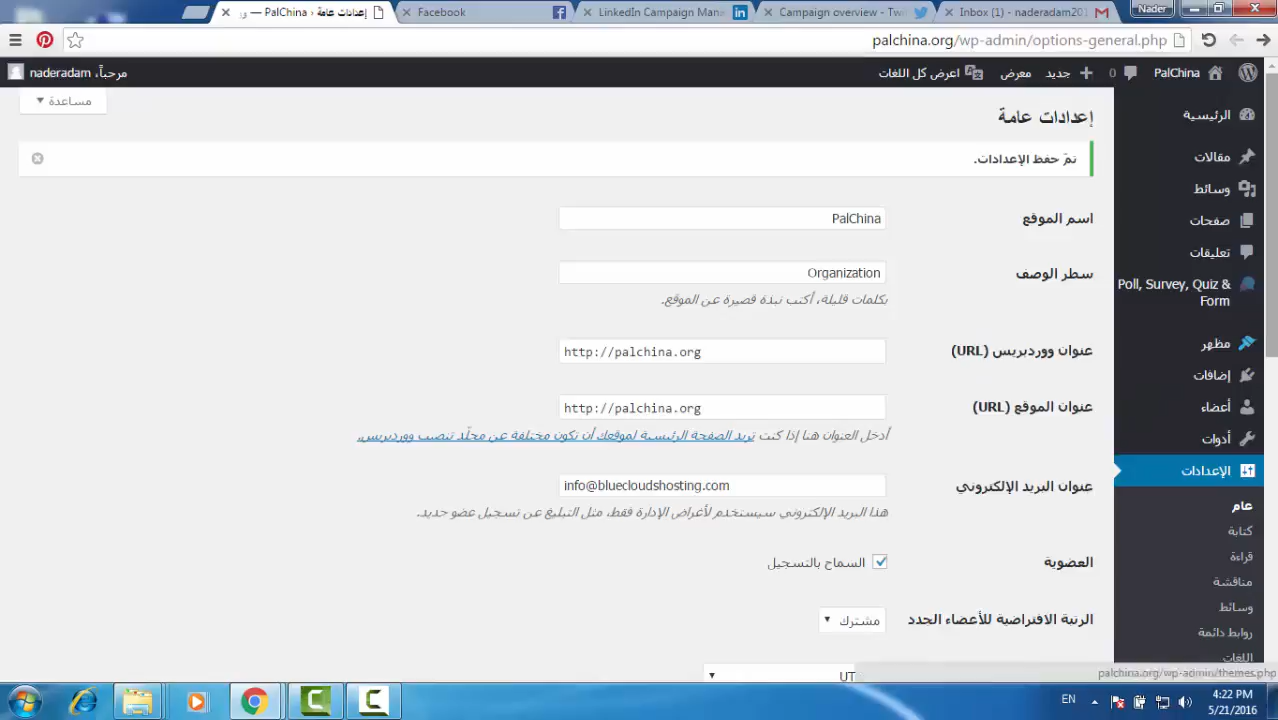 إعدادات عامة ‹ PalChina — ور
Facebook
LinkedIn Campaign Mana
Campaign overview - Twi
Inbox (1) - naderadam201
Nader
palchina.org/wp-admin/options-general.php
PalChina
0
جديد
معرض
اعرض كل اللغات
مرحباً، naderadam
مساعدة
إعدادات عامة
تمّ حفظ الإعدادات.
اسم الموقع
PalChina
سطر الوصف
Organization
بكلمات قليلة، أكتب نبذة قصيرة عن الموقع.
عنوان ووردبريس (URL)
http://palchina.org
عنوان الموقع (URL)
http://palchina.org
أدخل العنوان هنا إذا كنت تريد الصفحة الرئيسية لموقعك أن تكون مختلفة عن مجلّد تنصيب ووردبريس.
عنوان البريد الإلكتروني
info@bluecloudshosting.com
هذا البريد الإلكتروني سيستخدم لأغراض الإدارة فقط، مثل التبليغ عن تسجيل عضو جديد.
العضوية
السماح بالتسجيل
الرتبة الافتراضية للأعضاء الجدد
مشترك
UT
الرئيسية
مقالات
وسائط
صفحات
تعليقات
Poll, Survey, Quiz &
Form
مظهر
إضافات
أعضاء
أدوات
الإعدادات
عام
كتابة
قراءة
مناقشة
وسائط
روابط دائمة
اللغات
palchina.org/wp-admin/themes.php
EN
4:22 PM
5/21/2016